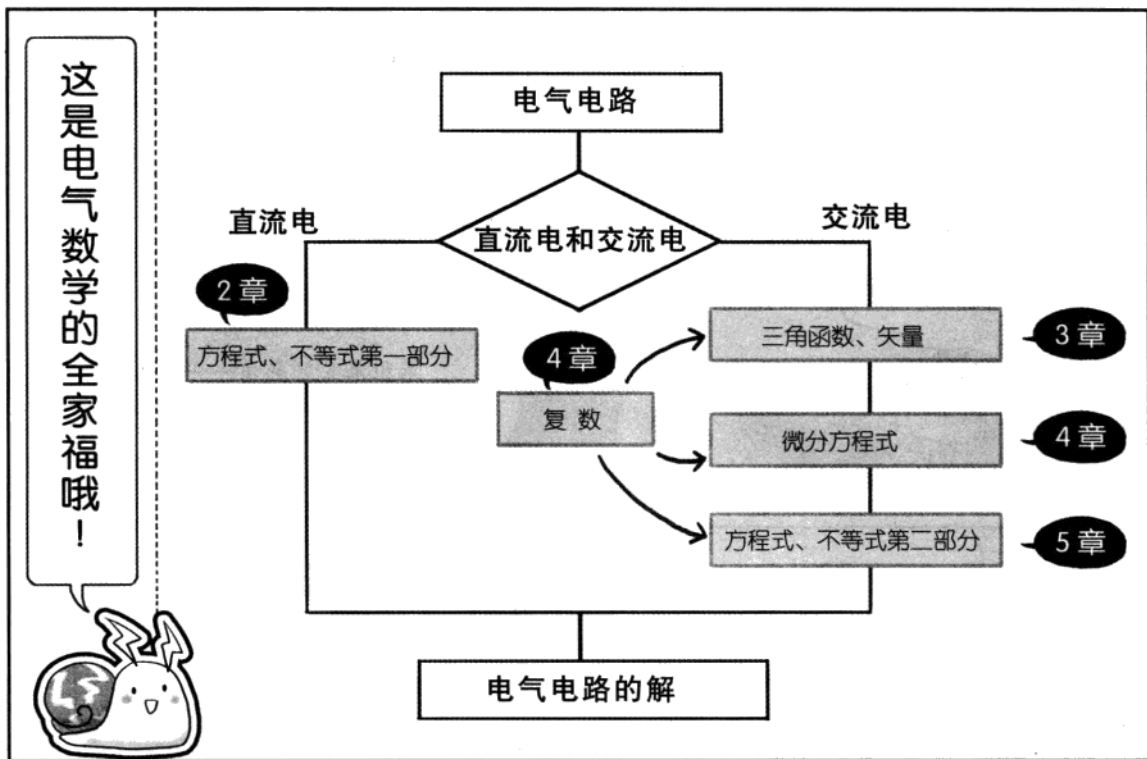 这是电气数学的全家福哦！
电气电路
直流电
直流电和交流电
交流电
2章
方程式、不等式第一部分
4章
复数
三角函数、矢量
3章
微分方程式
4章
方程式、不等式第二部分
5章
电气电路的解